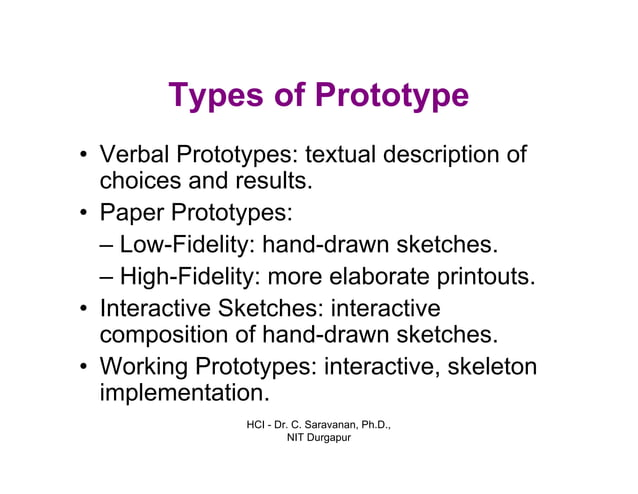 Types of Prototype
• Verbal Prototypes: textual description of
choices and results.
• Paper Prototypes:
– Low-Fidelity: hand-drawn sketches.
– High-Fidelity: more elaborate printouts.
• Interactive Sketches: interactive
composition of hand-drawn sketches.
• Working Prototypes: interactive, skeleton
implementation.
HCI - Dr. C. Saravanan, Ph.D.,
NIT Durgapur